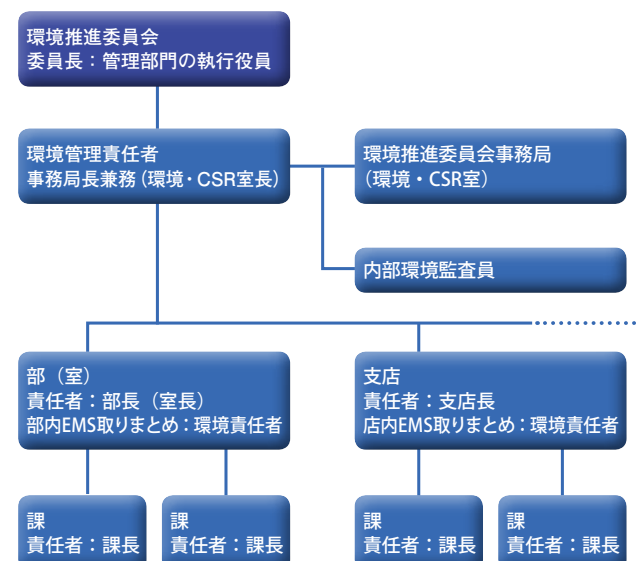 環境推進委員会
委員長：管理部門の執行役員
環境管理責任者
事務局長兼務（環境・CSR室長）
環境推進委員会事務局
（環境・CSR室）
内部環境監査員
部（室）
責任者：部長（室長）
部内EMS取りまとめ：環境責任者
支店
責任者：支店長
店内EMS取りまとめ：環境責任者
課
責任者：課長
課
責任者：課長
課
責任者：課長
課
責任者：課長